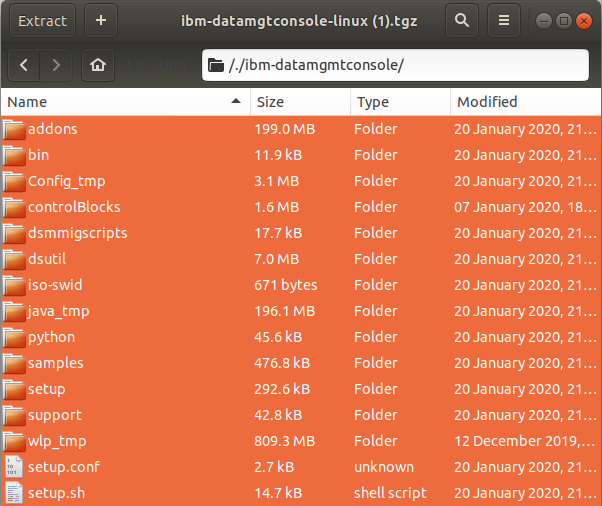 Extract + ibm-datamgtconsole-linux (1).tgz
Location
/./ibm-datamgmtconsole/
Name Size Type Modified
addons 199.0 MB Folder 20 January 2020, 21…
bin 11.9 kB Folder 20 January 2020, 21…
Config_tmp 3.1 MB Folder 20 January 2020, 21…
controlBlocks 1.6 MB Folder 07 January 2020, 18…
dsmmigscripts 17.7 kB Folder 20 January 2020, 21…
dsutil 7.0 MB Folder 20 January 2020, 21…
iso-swid 671 bytes Folder 20 January 2020, 21…
java_tmp 196.1 MB Folder 20 January 2020, 21…
python 45.6 kB Folder 20 January 2020, 21…
samples 476.8 kB Folder 20 January 2020, 21…
setup 292.6 kB Folder 20 January 2020, 21…
support 42.8 kB Folder 20 January 2020, 21…
wlp_tmp 809.3 MB Folder 12 December 2019,…
setup.conf 2.7 kB unknown 20 January 2020, 21…
setup.sh 14.7 kB shell script 20 January 2020, 21…